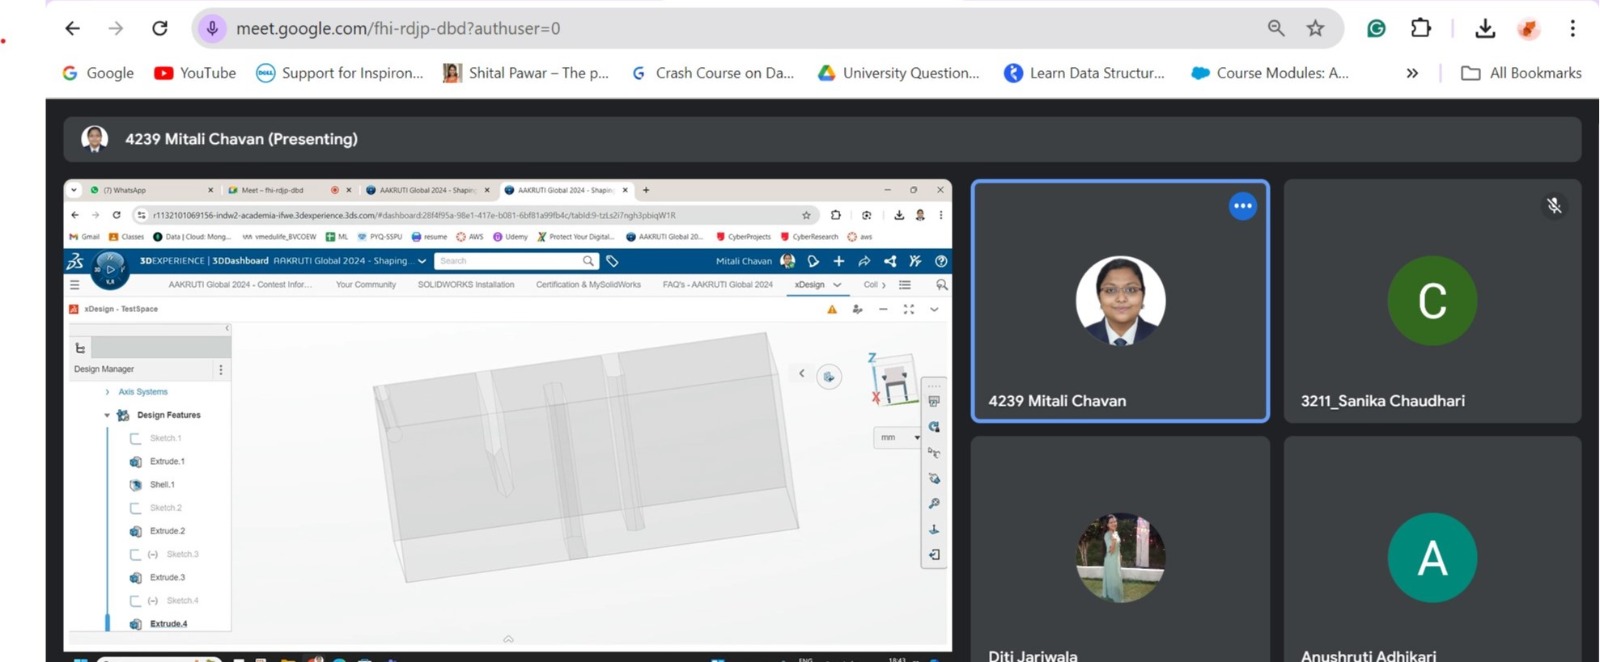 meet.google.com/fhi-rdjp-dbd?authuser=0
Google YouTube Support for Inspiron... Shital Pawar – The p... Crash Course on Da... University Question... Learn Data Structur... Course Modules: A... » All Bookmarks
4239 Mitali Chavan (Presenting)
(7) WhatsApp Meet – fhi-rdjp-dbd AAKRUTI Global 2024 - Shaping AAKRUTI Global 2024 - Shaping
r1132101069156-indw2-academia-ifwe.3dexperience.3ds.com/#dashboard:28f4f95a-98e1-417e-b081-6bf81a99fb4c/tabId:9-tzLs2i7ngh3pbiqW1R
Gmail Classes Data | Cloud: Mong... vmedulife_BVCOEW ML PYQ-SSPU resume AWS Udemy Protect Your Digital... AAKRUTI Global 20... CyberProjects CyberResearch aws
3DEXPERIENCE | 3DDashboard AAKRUTI Global 2024 - Shaping... Search Mitali Chavan
AAKRUTI Global 2024 - Contest Infor... Your Community SOLIDWORKS Installation Certification & MySolidWorks FAQ's - AAKRUTI Global 2024 xDesign Coll
xDesign - TestSpace
Design Manager
Axis Systems
Design Features
Sketch.1
Extrude.1
Shell.1
Sketch.2
Extrude.2
(-) Sketch.3
Extrude.3
(-) Sketch.4
Extrude.4
Z
X
mm
ENG 18:43
4239 Mitali Chavan
C
3211_Sanika Chaudhari
Diti Jariwala
A
Anushruti Adhikari